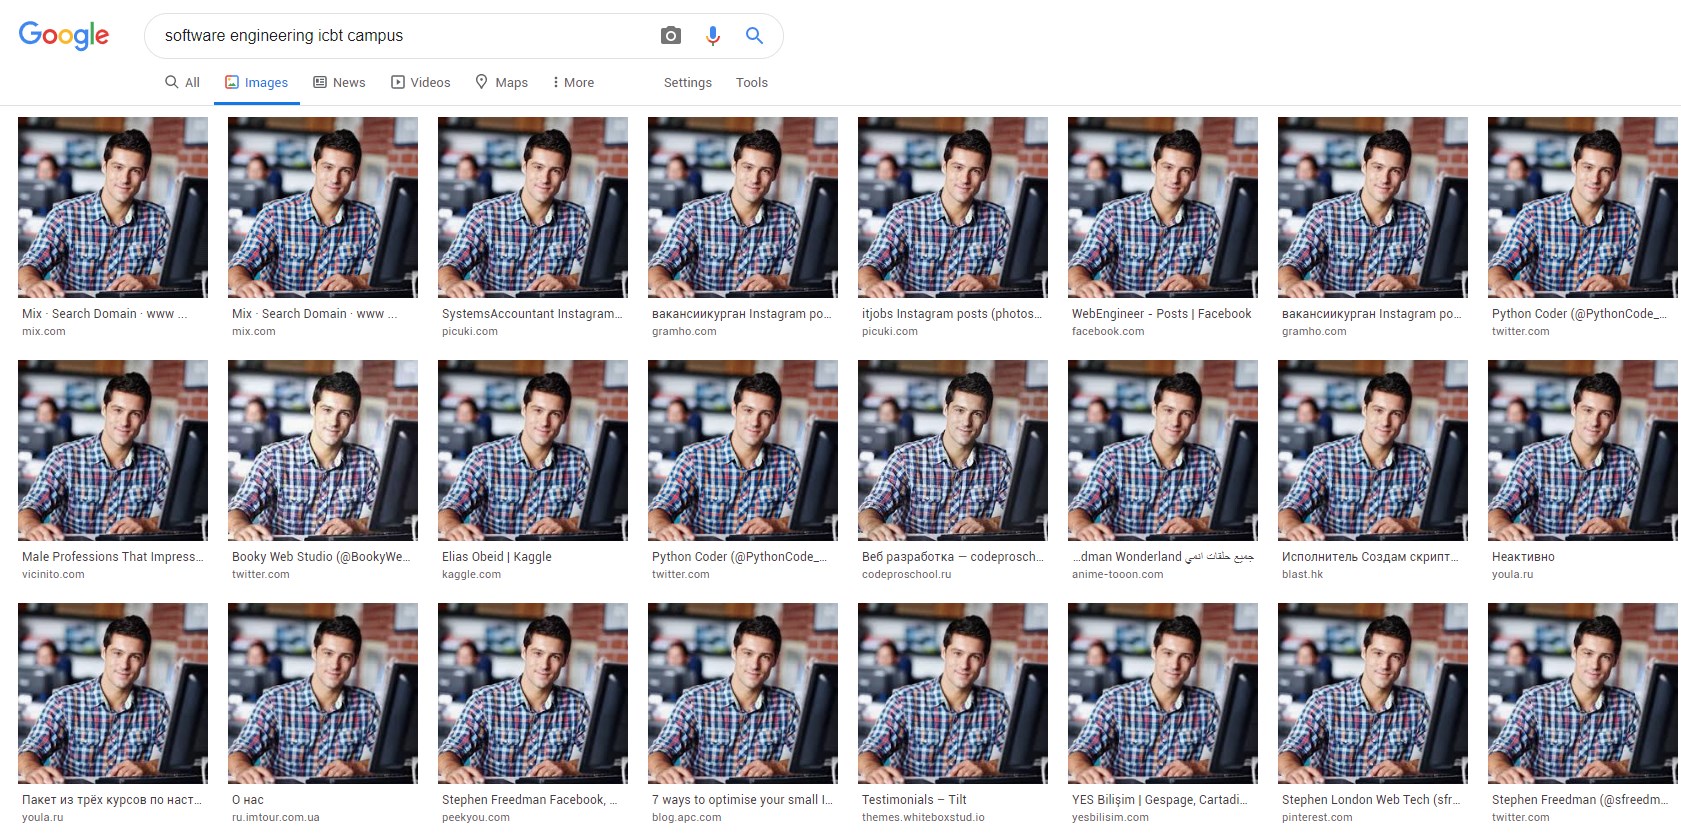 Google
software engineering icbt campus
All
Images
News
Videos
Maps
More
Settings
Tools
Mix · Search Domain · www ...
mix.com
Mix · Search Domain · www ...
mix.com
SystemsAccountant Instagram...
picuki.com
вакансиикурган Instagram po...
gramho.com
itjobs Instagram posts (photos...
picuki.com
WebEngineer - Posts | Facebook
facebook.com
вакансиикурган Instagram po...
gramho.com
Python Coder (@PythonCode_...
twitter.com
Male Professions That Impress...
vicinito.com
Booky Web Studio (@BookyWe...
twitter.com
Elias Obeid | Kaggle
kaggle.com
Python Coder (@PythonCode_...
twitter.com
Веб разработка — codeprosch...
codeproschool.ru
...dman Wonderland جميع حلقات انمي
anime-tooon.com
Исполнитель Создам скрипт...
blast.hk
Неактивно
youla.ru
Пакет из трёх курсов по наст...
youla.ru
О нас
ru.imtour.com.ua
Stephen Freedman Facebook, ...
peekyou.com
7 ways to optimise your small I...
blog.apc.com
Testimonials – Tilt
themes.whiteboxstud.io
YES Bilişim | Gespage, Cartadi...
yesbilisim.com
Stephen London Web Tech (sfr...
pinterest.com
Stephen Freedman (@sfreedm...
twitter.com